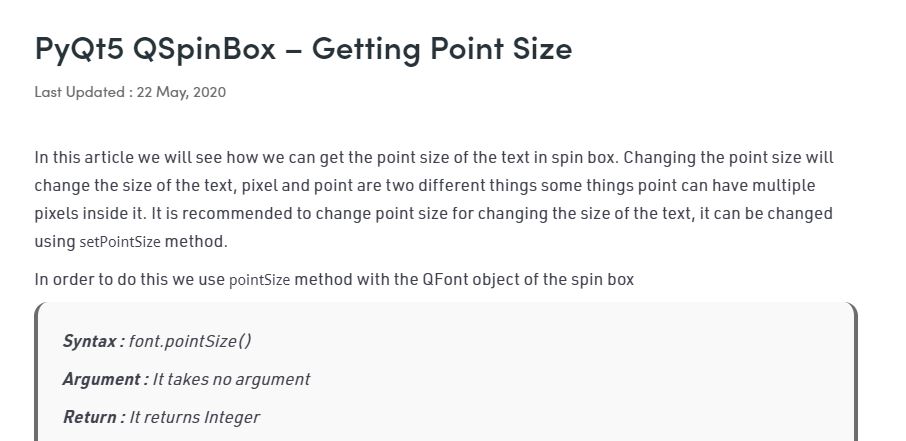 PyQt5 QSpinBox – Getting Point Size
Last Updated : 22 May, 2020
In this article we will see how we can get the point size of the text in spin box. Changing the point size will
change the size of the text, pixel and point are two different things some things point can have multiple
pixels inside it. It is recommended to change point size for changing the size of the text, it can be changed
using setPointSize method.
In order to do this we use pointSize method with the QFont object of the spin box
Syntax : font.pointSize()
Argument : It takes no argument
Return : It returns Integer